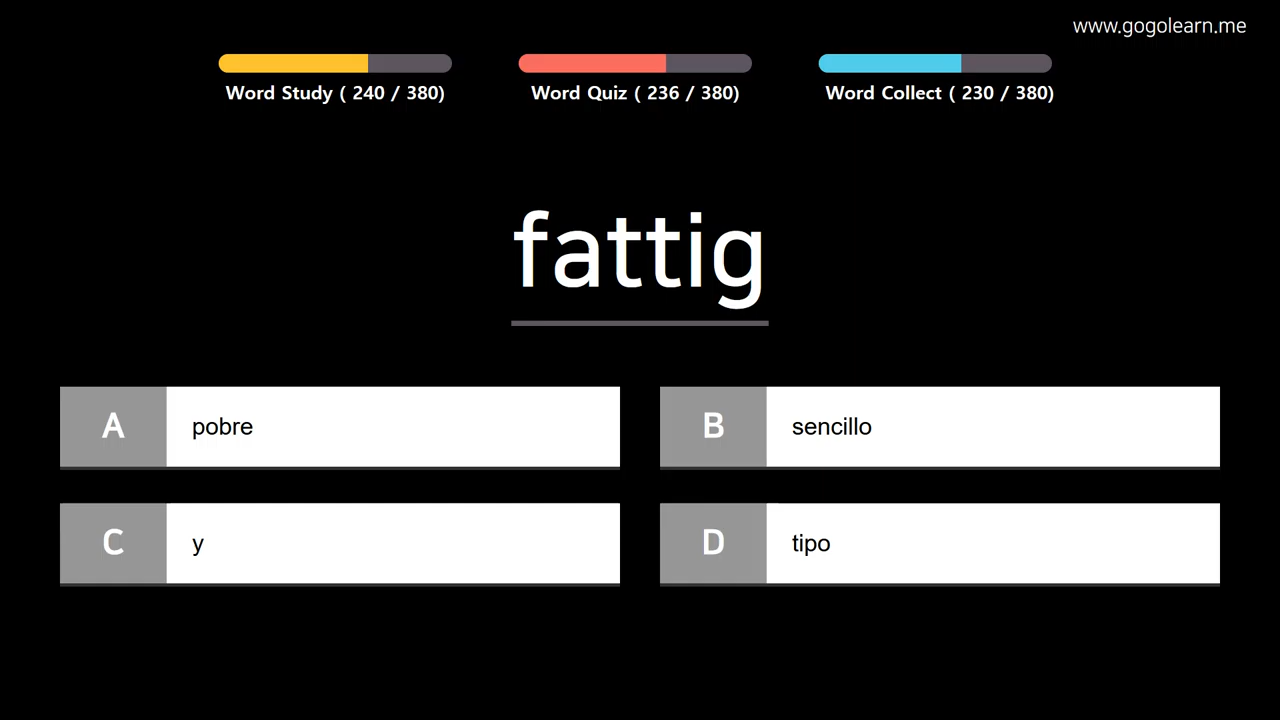 www.gogolearn.me
Word Study ( 240 / 380)
Word Quiz ( 236 / 380)
Word Collect ( 230 / 380)
fattig
A pobre
B sencillo
C y
D tipo